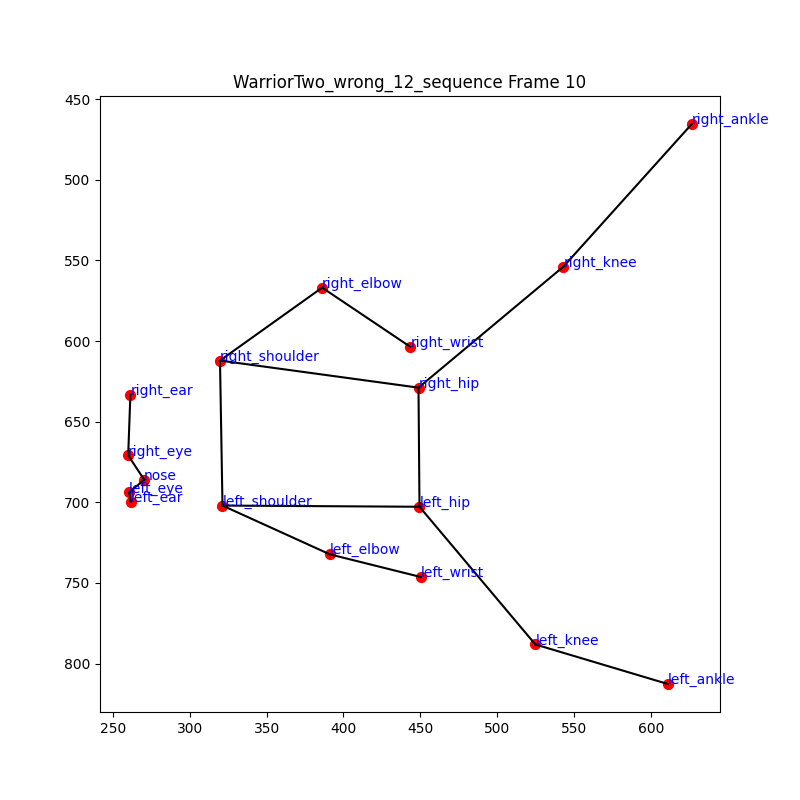 WarriorTwo_wrong_12_sequence Frame 10
450
right_ankle
500
550
right_knee
right_elbow
600
right_wrist
right_shoulder
right_hip
right_ear
650
right_eye
nose
left_eye
left_ear
700
left_shoulder
left_hip
left_elbow
750
left_wrist
left_knee
800
left_ankle
250 300 350 400 450 500 550 600